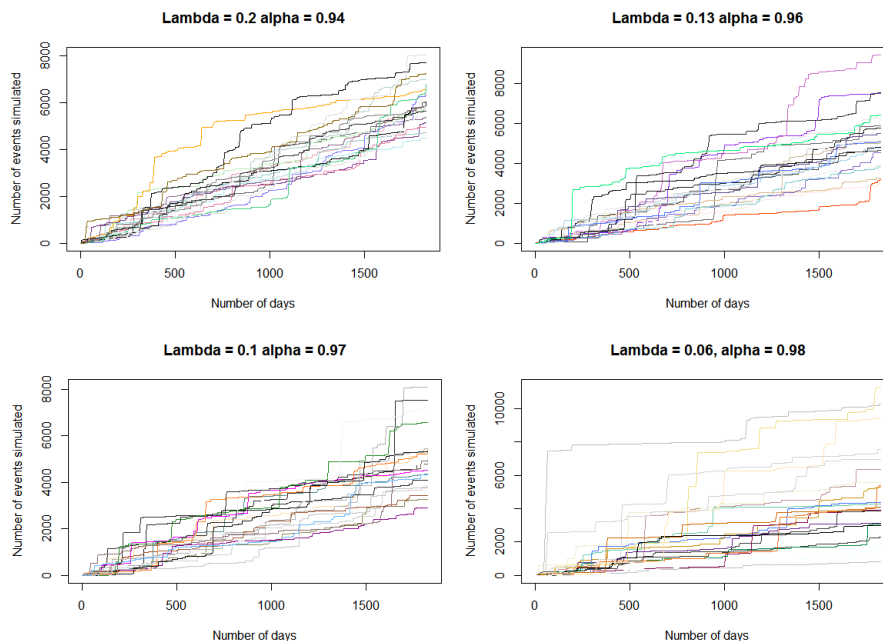 Lambda = 0.2 alpha = 0.94
Number of events simulated
0 2000 4000 6000 8000
0 500 1000 1500
Number of days
Lambda = 0.13 alpha = 0.96
Number of events simulated
0 2000 4000 6000 8000
0 500 1000 1500
Number of days
Lambda = 0.1 alpha = 0.97
Number of events simulated
0 2000 4000 6000 8000
0 500 1000 1500
Number of days
Lambda = 0.06, alpha = 0.98
Number of events simulated
0 2000 6000 10000
0 500 1000 1500
Number of days